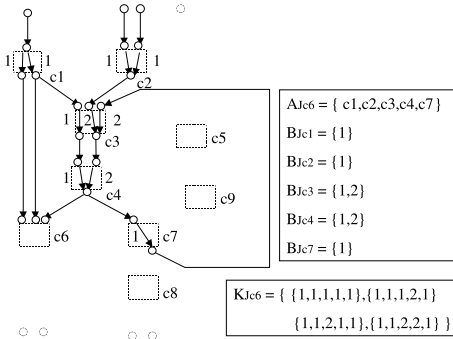 1 1 1 1
c1 c2
1 2 2
c3
c5
1 2
c4
c9
c6 1 c7
c8
AJc6 = { c1,c2,c3,c4,c7}
BJc1 = {1}
BJc2 = {1}
BJc3 = {1,2}
BJc4 = {1,2}
BJc7 = {1}
KJc6 = { {1,1,1,1,1},{1,1,1,2,1}
{1,1,2,1,1},{1,1,2,2,1} }